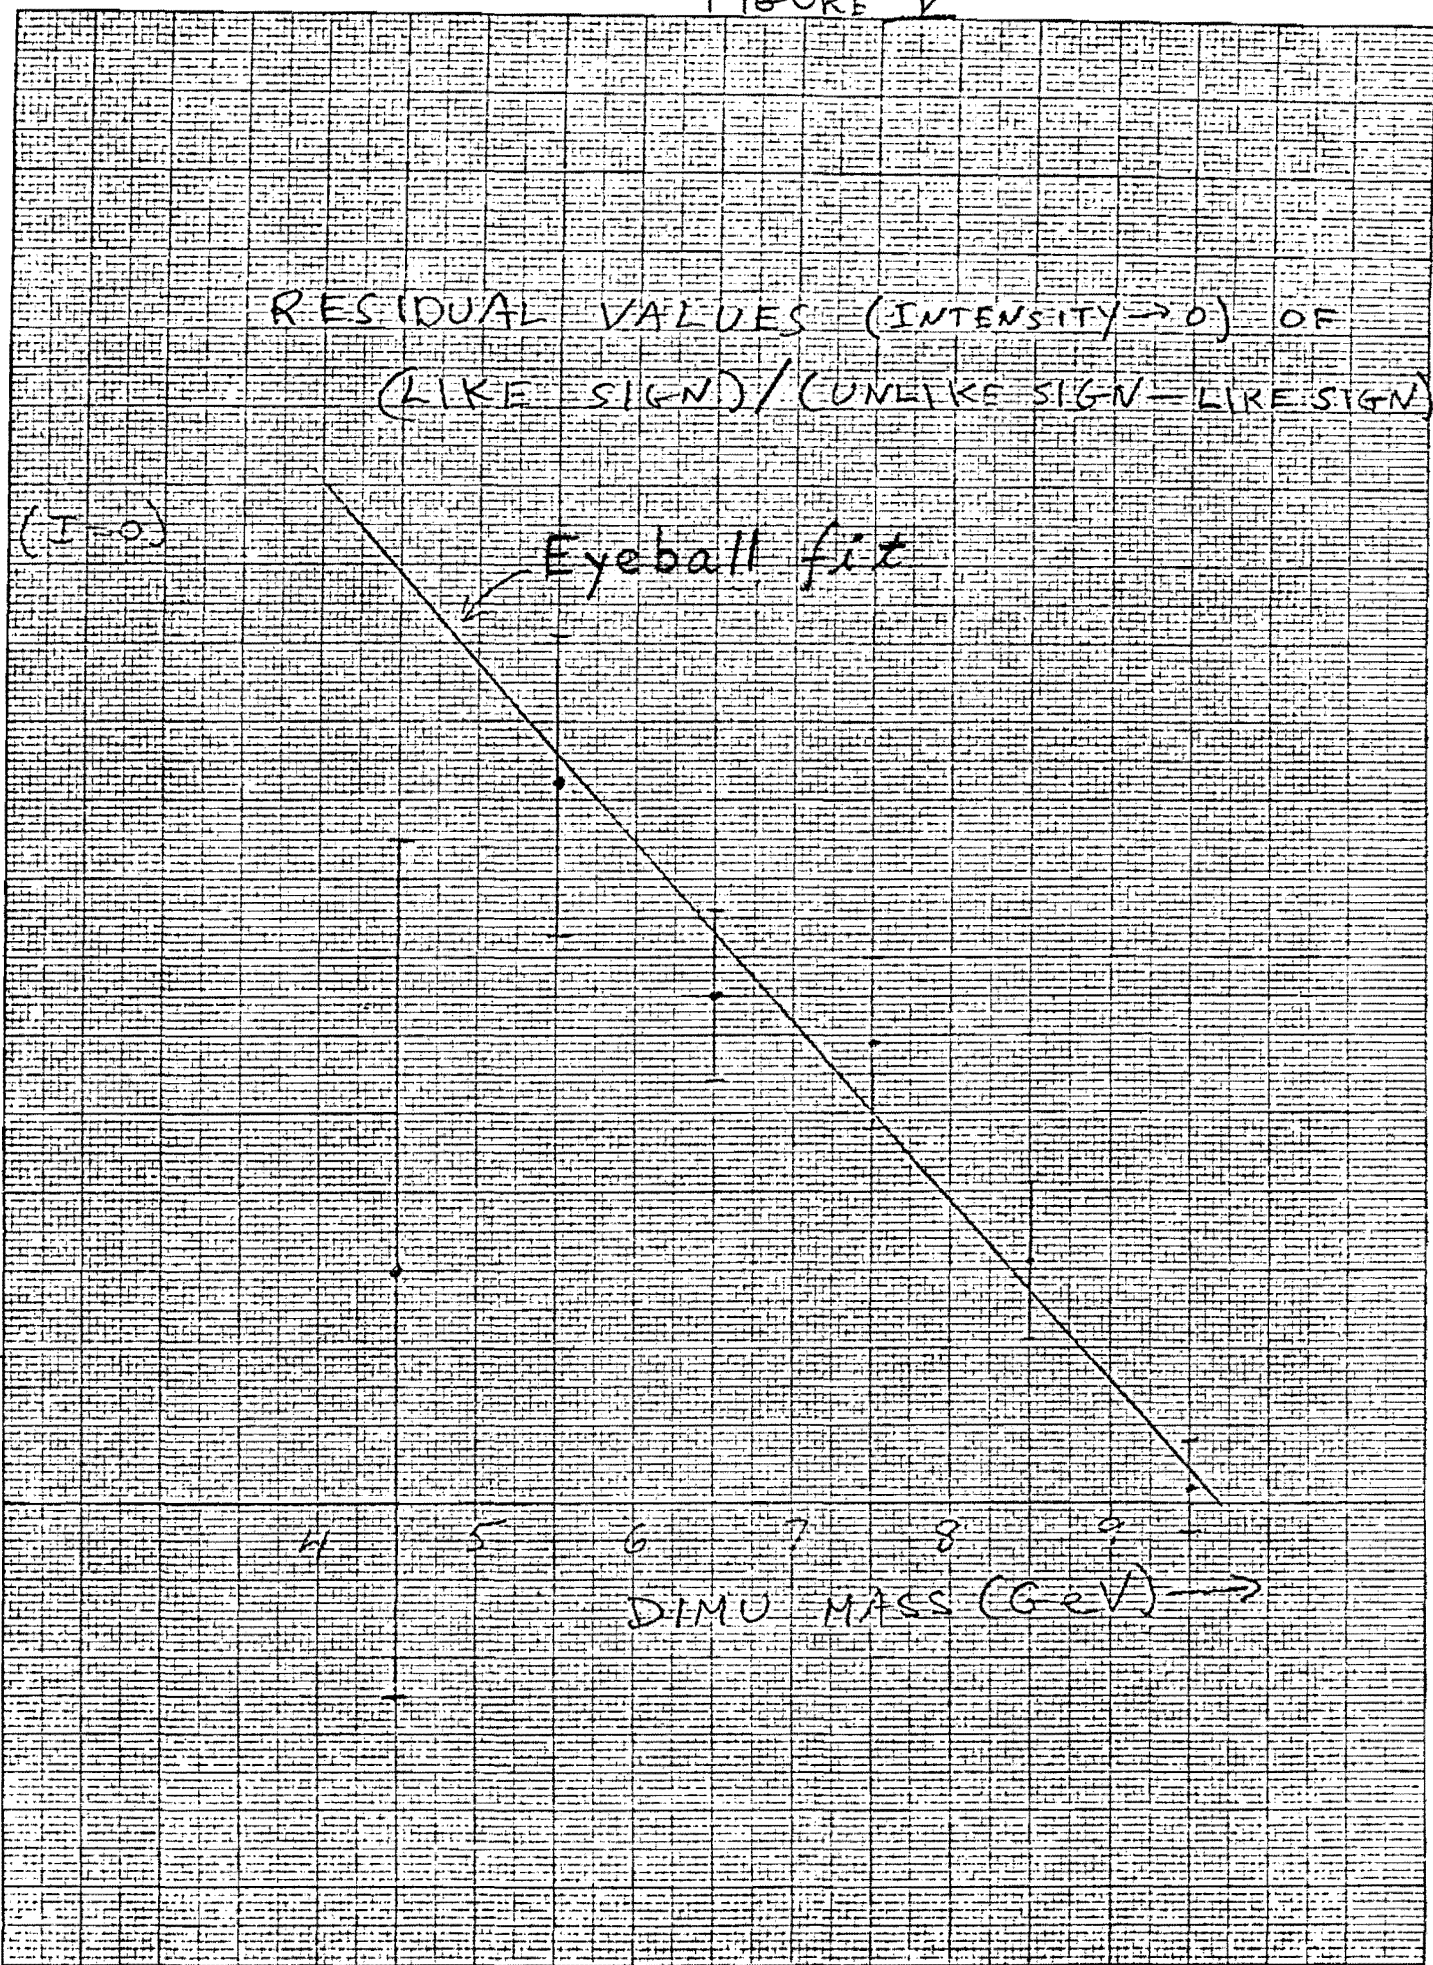 FIGURE V
RESIDUAL VALUES (INTENSITY→0) OF
(LIKE SIGN)/(UNLIKE SIGN-LIKE SIGN)
(I=0)
Eyeball fit
4 5 6 7 8 9
DIMU MASS (GeV)→